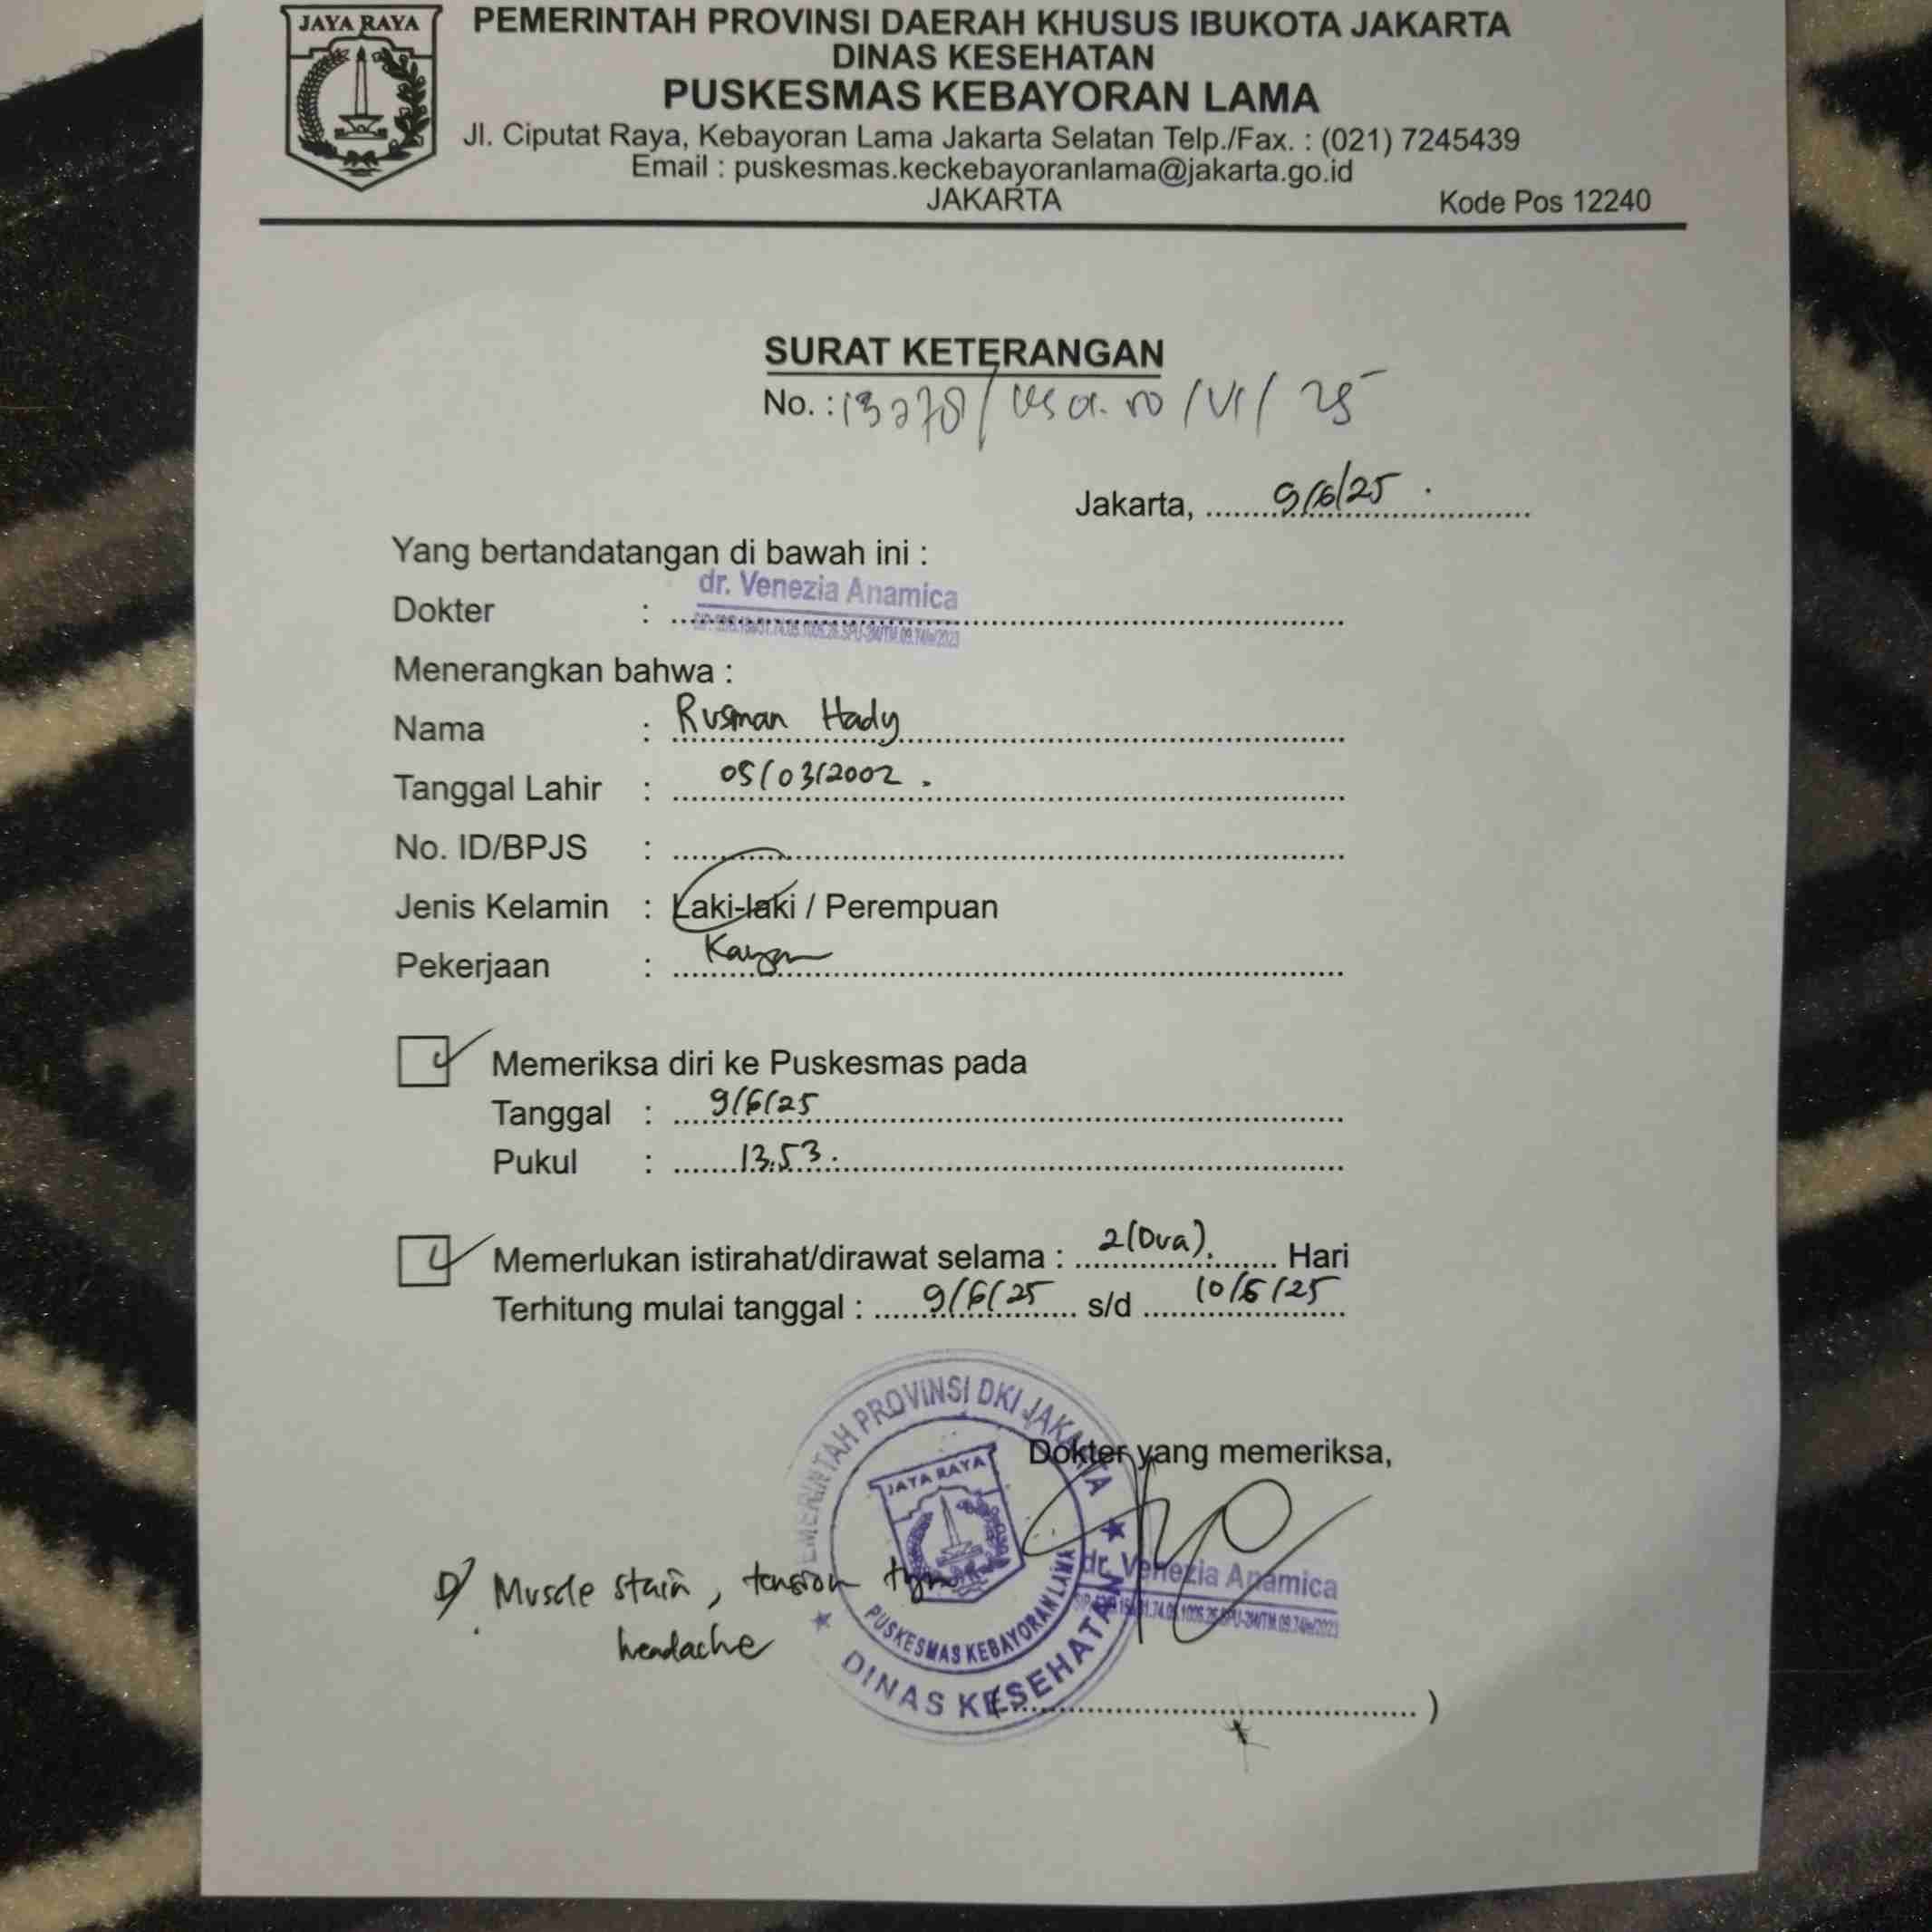 JAYA RAYA
PEMERINTAH PROVINSI DAERAH KHUSUS IBUKOTA JAKARTA
DINAS KESEHATAN
PUSKESMAS KEBAYORAN LAMA
Jl. Ciputat Raya, Kebayoran Lama Jakarta Selatan Telp./Fax. : (021) 7245439
Email : puskesmas.keckebayoranlama@jakarta.go.id
JAKARTA
Kode Pos 12240
SURAT KETERANGAN
No. : /VI/ 25
Jakarta, 9/6/25
Yang bertandatangan di bawah ini :
Dokter : dr. Venezia Anamica
Menerangkan bahwa :
Nama : Rusman Hady
Tanggal Lahir : 05/03/2002
No. ID/BPJS :
Jenis Kelamin : Laki-laki / Perempuan
Pekerjaan :
Memeriksa diri ke Puskesmas pada
Tanggal : 9/6/25
Pukul : 13.53
Memerlukan istirahat/dirawat selama : 2 (Dua) Hari
Terhitung mulai tanggal : 9/6/25 s/d 10/6/25
PEMERINTAH PROVINSI DKI JAKARTA
JAYA RAYA
PUSKESMAS KEBAYORAN LAMA
DINAS KESEHATAN
Dokter yang memeriksa,
dr. Venezia Anamica
D/ Muscle stain, tension
headache